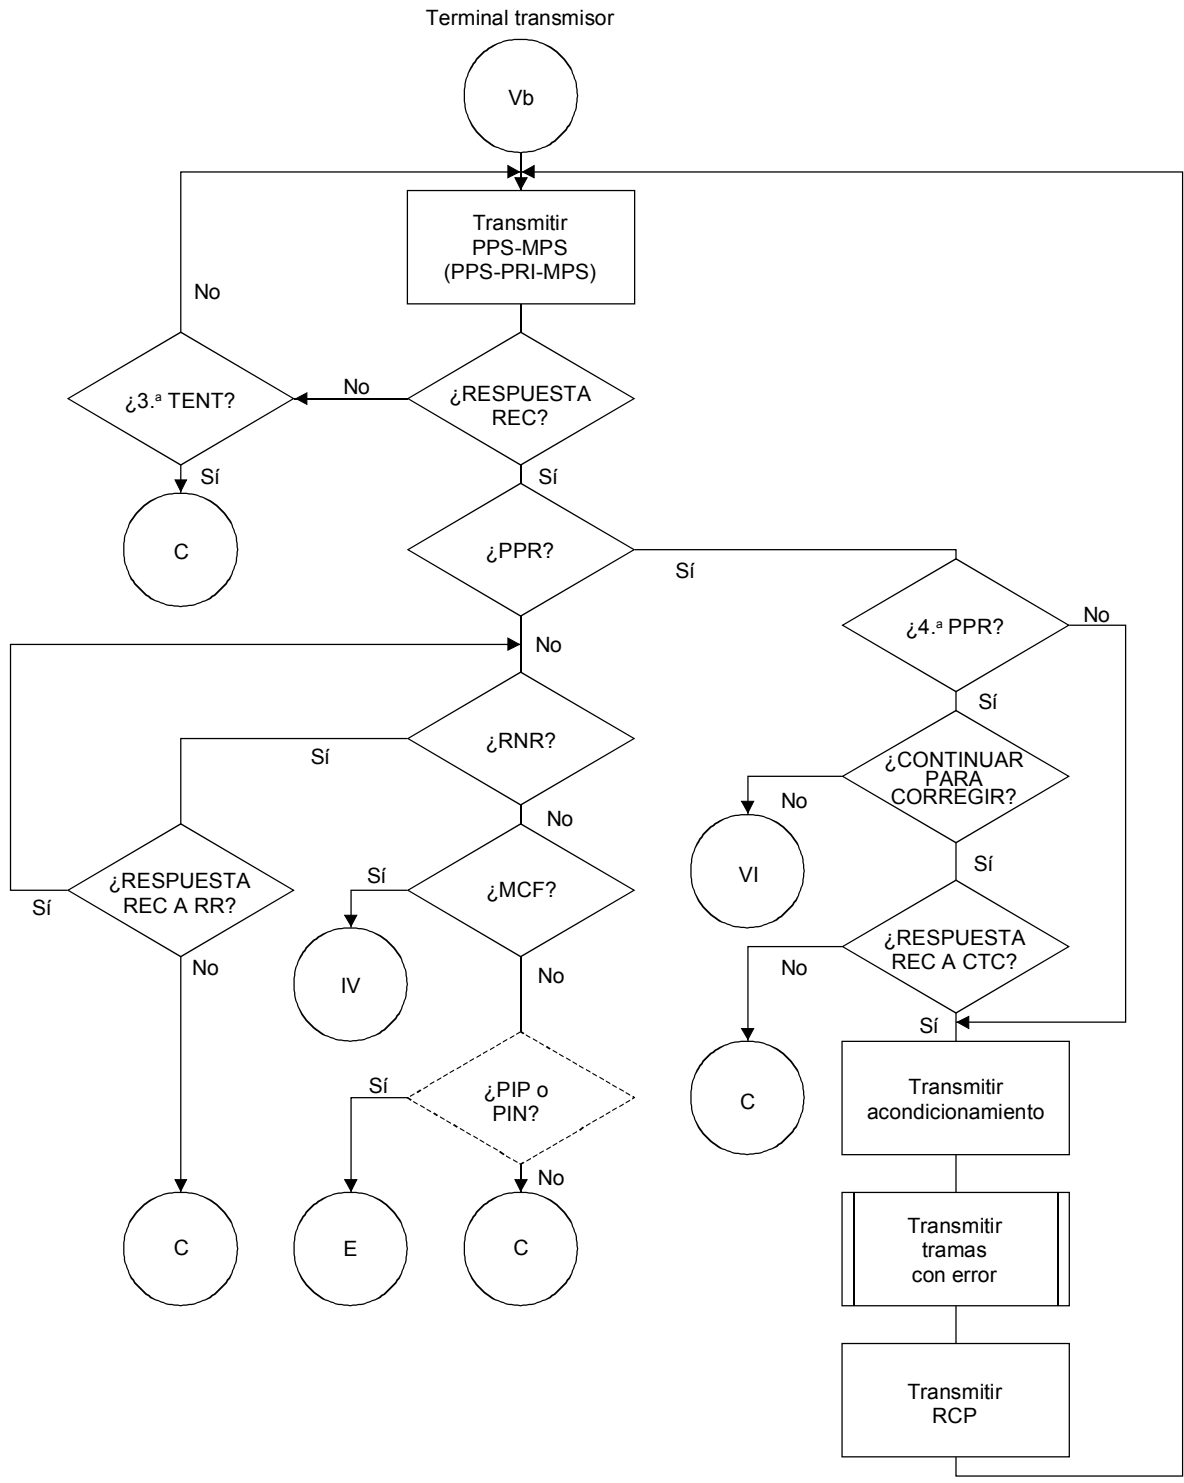 Terminal transmisor
Vb
Transmitir
PPS-MPS
(PPS-PRI-MPS)
No
¿3.ª TENT?
No
¿RESPUESTA
REC?
Sí
Sí
C
¿PPR?
Sí
¿4.ª PPR?
No
No
Sí
¿RNR?
Sí
¿CONTINUAR
PARA
CORREGIR?
No
No
VI
Sí
¿RESPUESTA
REC A RR?
Sí
No
Sí
¿MCF?
No
IV
¿RESPUESTA
REC A CTC?
No
Sí
C
¿PIP o
PIN?
Sí
No
Transmitir
acondicionamiento
C
E
C
Transmitir
tramas
con error
Transmitir
RCP